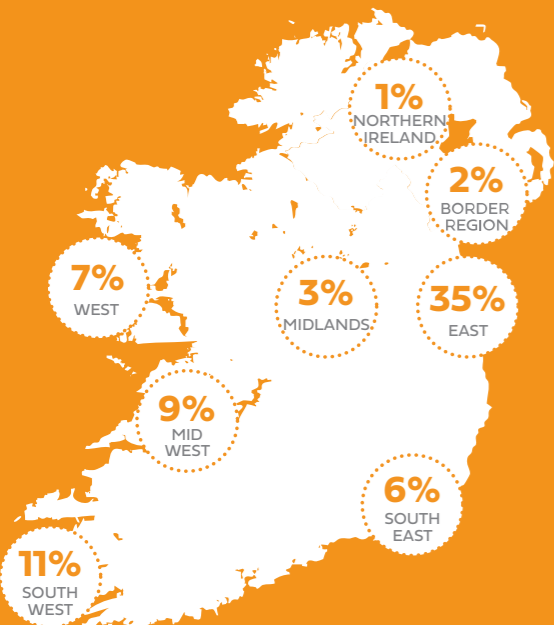 1%
NORTHERN
IRELAND
2%
BORDER
REGION
7%
WEST
3%
MIDLANDS
35%
EAST
9%
MID
WEST
6%
SOUTH
EAST
11%
SOUTH
WEST